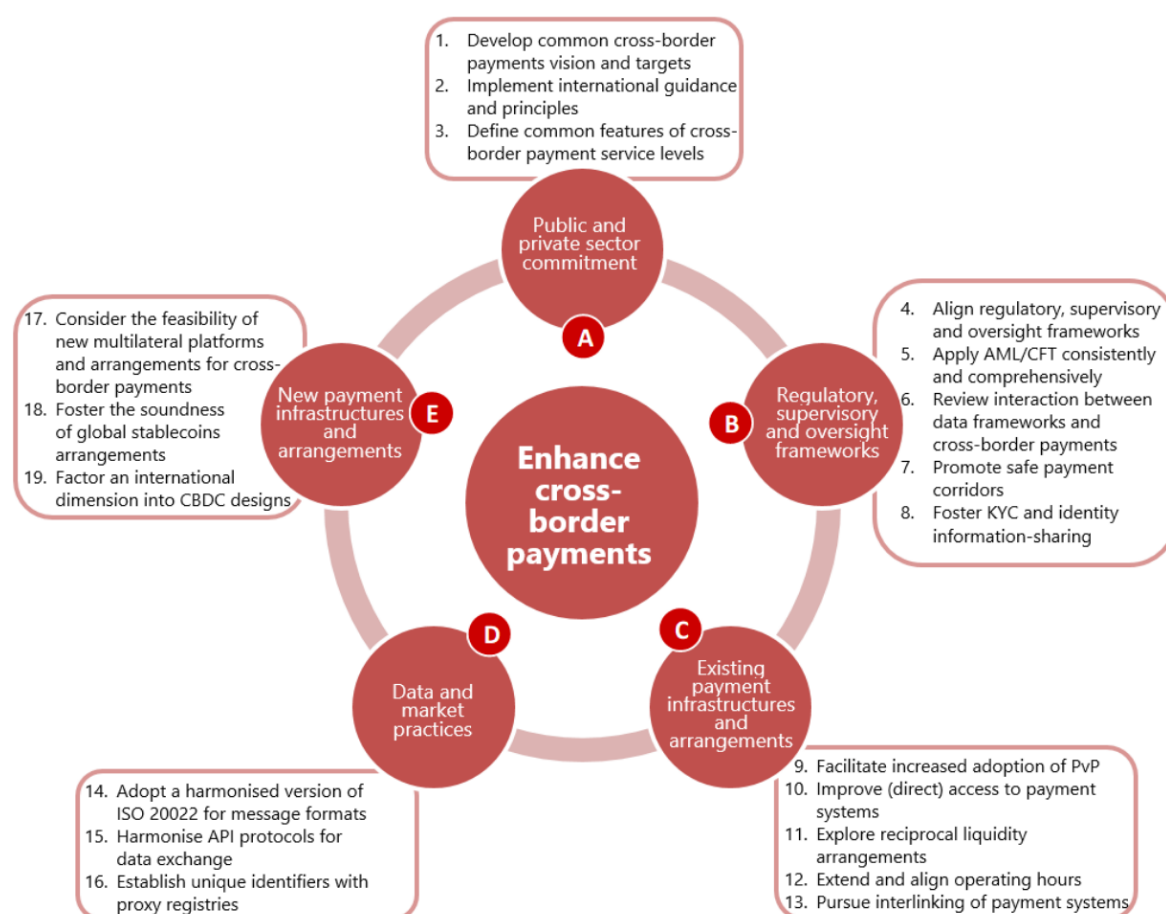 1. Develop common cross-border
payments vision and targets
2. Implement international guidance
and principles
3. Define common features of cross-
border payment service levels
Public and
private sector
commitment
A
4. Align regulatory, supervisory
and oversight frameworks
5. Apply AML/CFT consistently
and comprehensively
6. Review interaction between
data frameworks and
cross-border payments
7. Promote safe payment
corridors
8. Foster KYC and identity
information-sharing
B
Regulatory,
supervisory
and oversight
frameworks
17. Consider the feasibility of
new multilateral platforms
and arrangements for cross-
border payments
18. Foster the soundness
of global stablecoins
arrangements
19. Factor an international
dimension into CBDC designs
New payment
infrastructures
and
arrangements
E
Enhance
cross-
border
payments
D
Data and
market
practices
C
Existing
payment
infrastructures
and
arrangements
14. Adopt a harmonised version of
ISO 20022 for message formats
15. Harmonise API protocols for
data exchange
16. Establish unique identifiers with
proxy registries
9. Facilitate increased adoption of PvP
10. Improve (direct) access to payment
systems
11. Explore reciprocal liquidity
arrangements
12. Extend and align operating hours
13. Pursue interlinking of payment systems